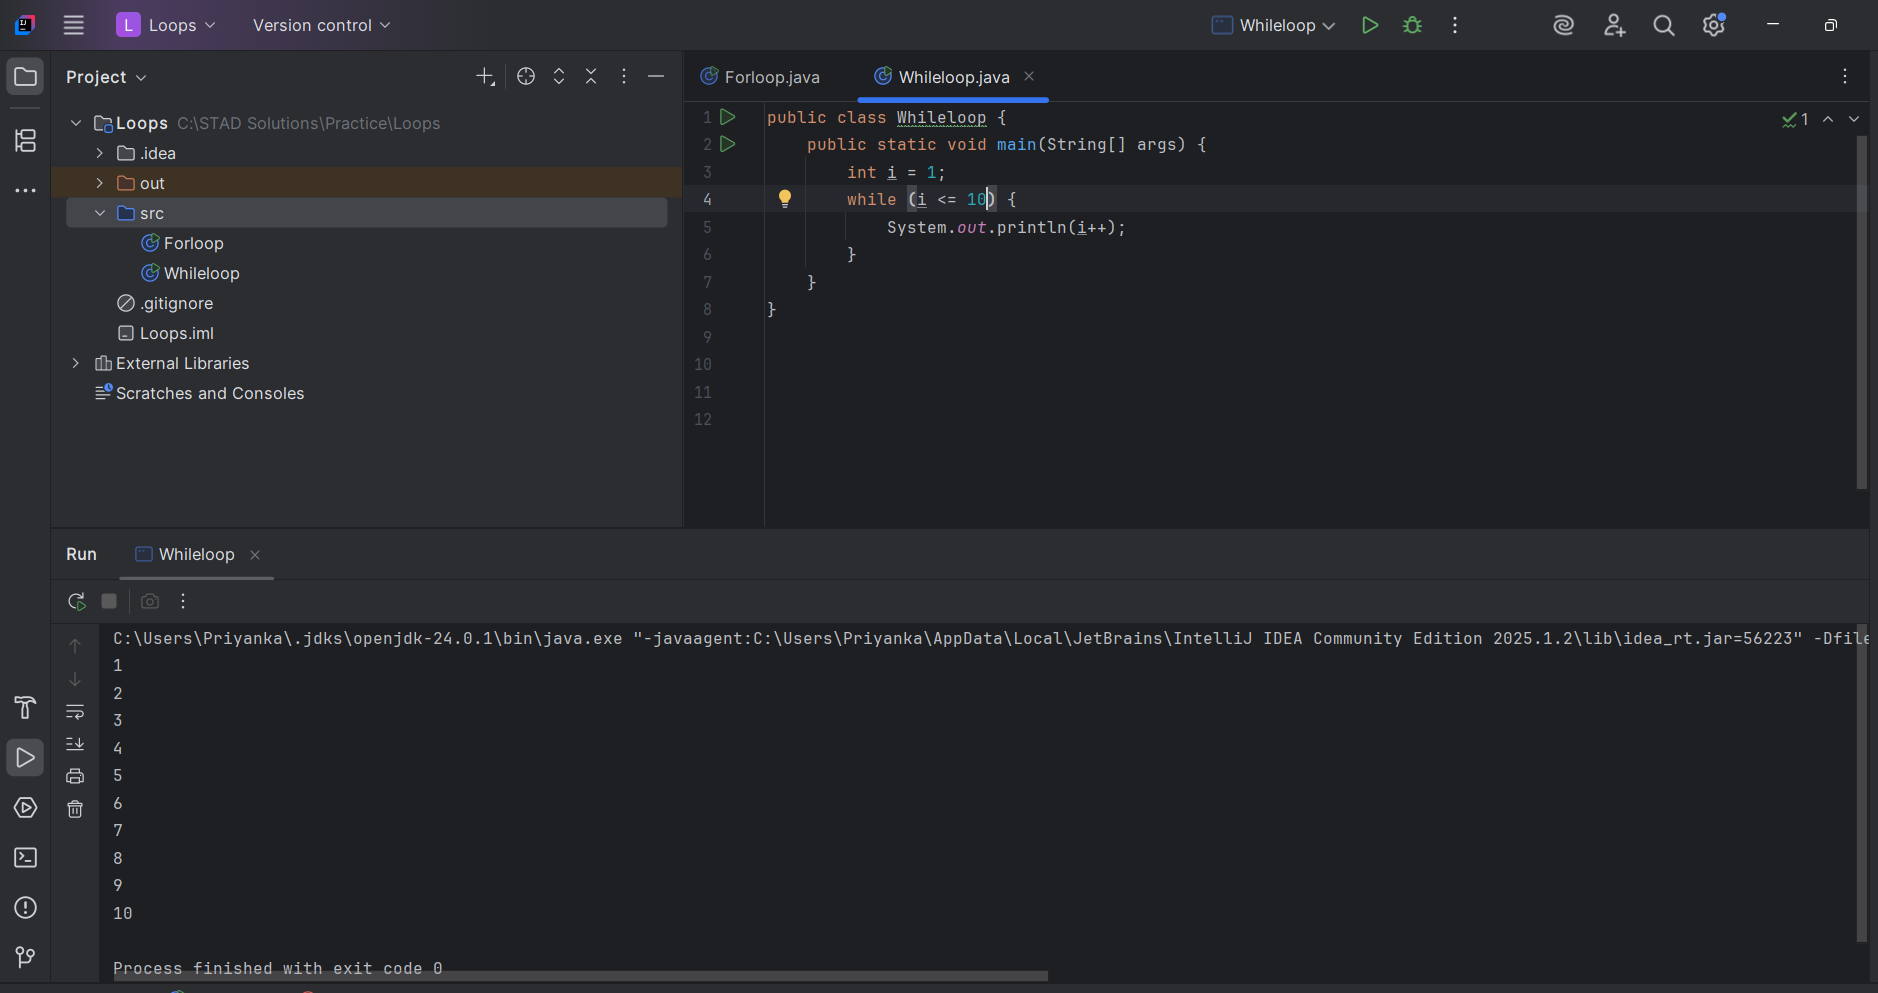 L Loops Version control Whileloop
Project
Forloop.java Whileloop.java
Loops C:\STAD Solutions\Practice\Loops
.idea
out
src
Forloop
Whileloop
.gitignore
Loops.iml
External Libraries
Scratches and Consoles
1 public class Whileloop {
2 public static void main(String[] args) {
3 int i = 1;
4 while (i <= 10) {
5 System.out.println(i++);
6 }
7 }
8 }
9
10
11
12
1
Run Whileloop
C:\Users\Priyanka\.jdks\openjdk-24.0.1\bin\java.exe "-javaagent:C:\Users\Priyanka\AppData\Local\JetBrains\IntelliJ IDEA Community Edition 2025.1.2\lib\idea_rt.jar=56223" -Dfile
1
2
3
4
5
6
7
8
9
10
Process finished with exit code 0